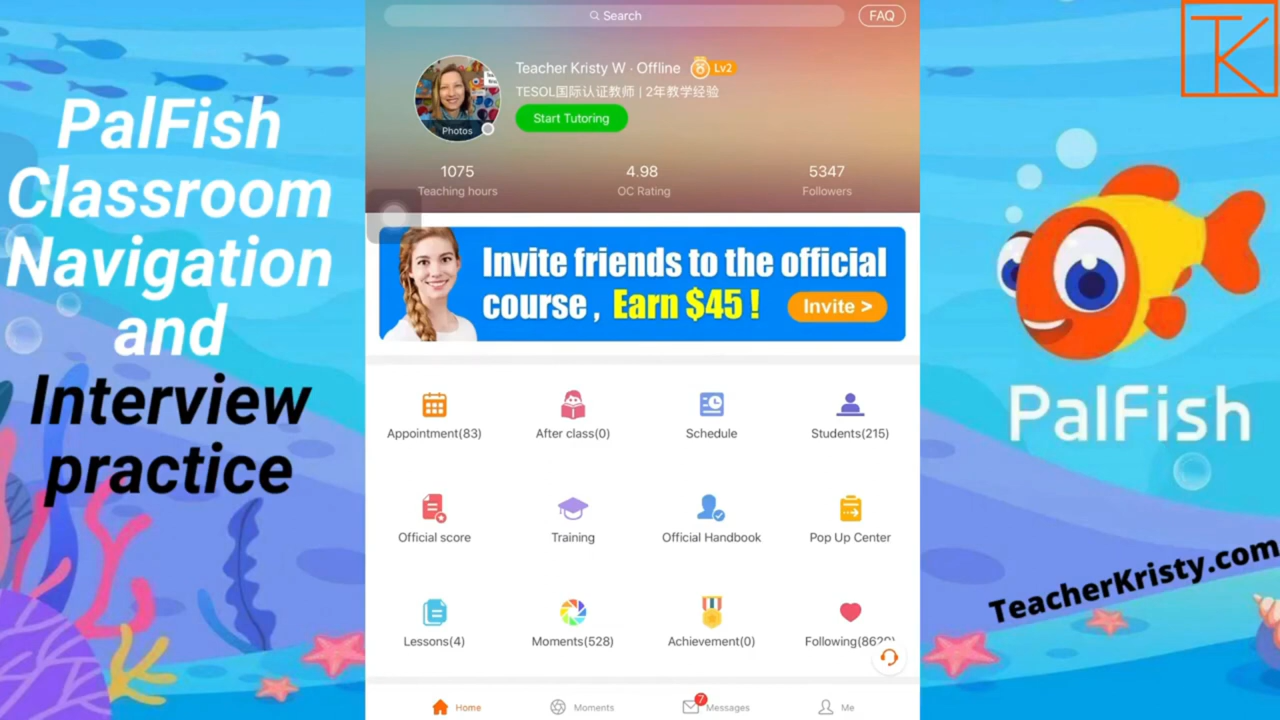 PalFish
Classroom
Navigation
and
Interview
practice
Search
FAQ
Teacher Kristy W · Offline
Lv2
TESOL国际认证教师 | 2年教学经验
Photos
Start Tutoring
1075
4.98
5347
Teaching hours
OC Rating
Followers
Invite friends to the official
course , Earn $45 !
Invite >
Appointment(83)
After class(0)
Schedule
Students(215)
Official score
Training
Official Handbook
Pop Up Center
Lessons(4)
Moments(528)
Achievement(0)
Home
Moments
7
Messages
Me
TK
PalFish
TeacherKristy.com